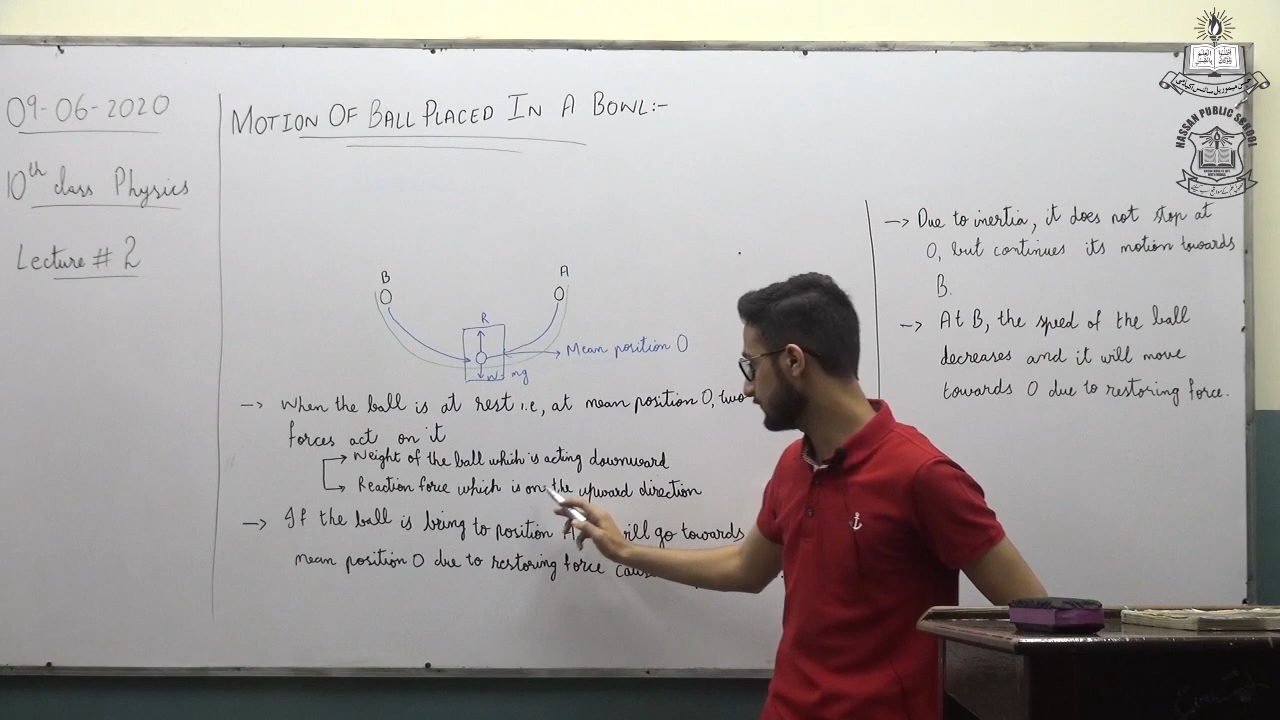 09-06-2020
10th class Physics
Lecture # 2
MOTION OF BALL PLACED IN A BOWL:-
B
A
R
Mean position O
W = mg
→ When the ball is at rest i.e, at mean position O, two
forces act on it
→ Weight of the ball which is acting downward
→ Reaction force which is on the upward direction
→ If the ball is bring to position A will go towards
mean position O due to restoring force
→ Due to inertia, it does not stop at
O, but continues its motion towards
B.
→ At B, the speed of the ball
decreases and it will move
towards O due to restoring force.
HASSAN PUBLIC SCHOOL